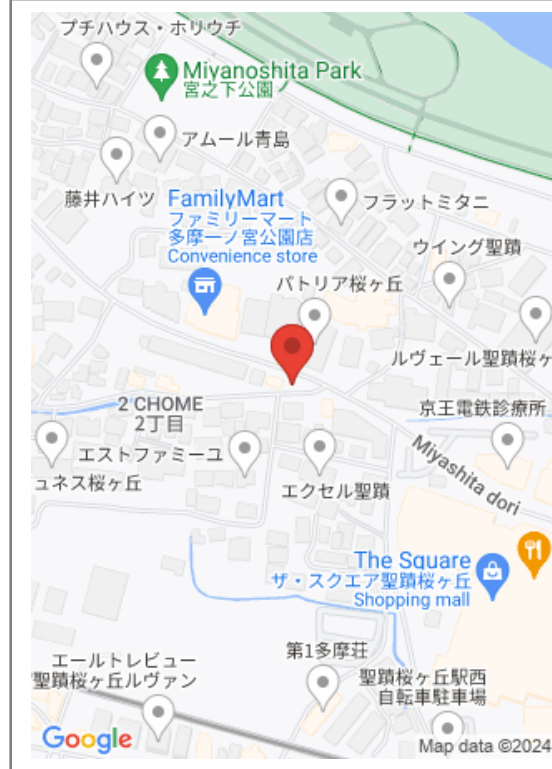 プチハウス・ホリウチ
Miyanoshita Park
宮之下公園
アムール青島
藤井ハイツ
FamilyMart
ファミリーマート
多摩一ノ宮公園店
Convenience store
フラットミタニ
ウイング聖蹟
パトリア桜ヶ丘
ルヴェール聖蹟桜ヶ
2 CHOME
2丁目
京王電鉄診療所
エストファミーユ
ュネス桜ヶ丘
エクセル聖蹟
Miyashita dori
The Square
ザ・スクエア聖蹟桜ヶ丘
Shopping mall
第1多摩荘
エールトレビュー
聖蹟桜ヶ丘ルヴァン
聖蹟桜ヶ丘駅西
自転車駐車場
Google
Map data ©2024